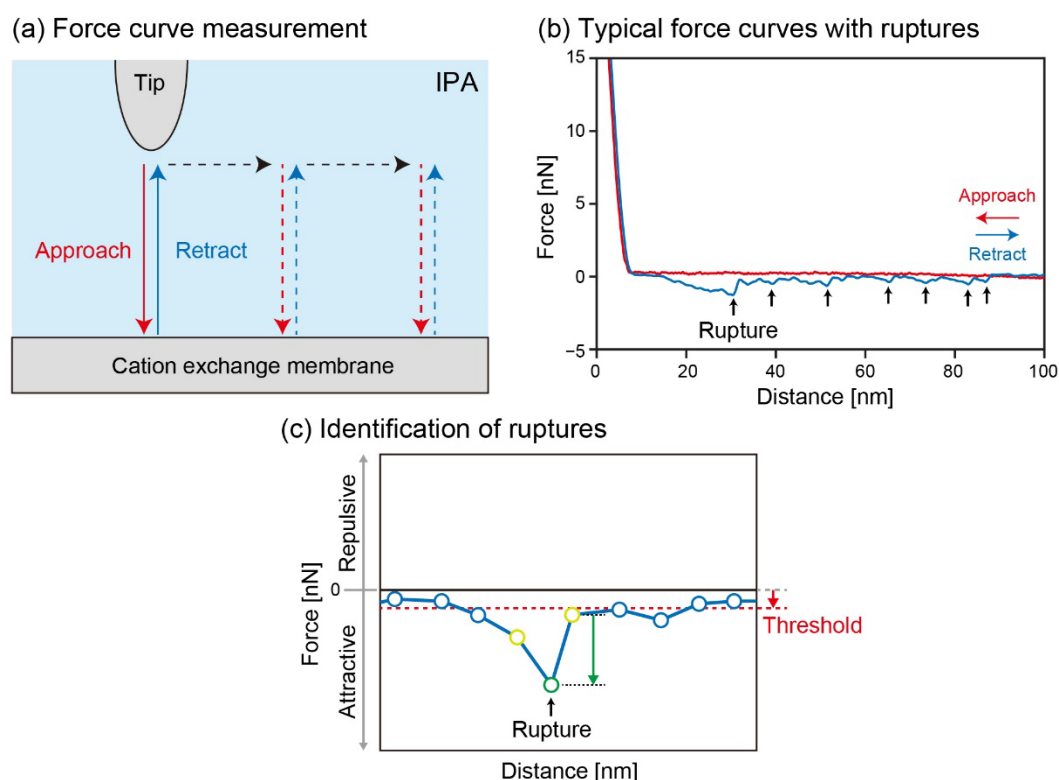 (a) Force curve measurement
Tip
IPA
Approach
Retract
Cation exchange membrane
(b) Typical force curves with ruptures
15
10
5
0
−5
Force [nN]
Approach
Retract
Rupture
0
20
40
60
80
100
Distance [nm]
(c) Identification of ruptures
Repulsive
Attractive
Force [nN]
0
Threshold
Rupture
Distance [nm]